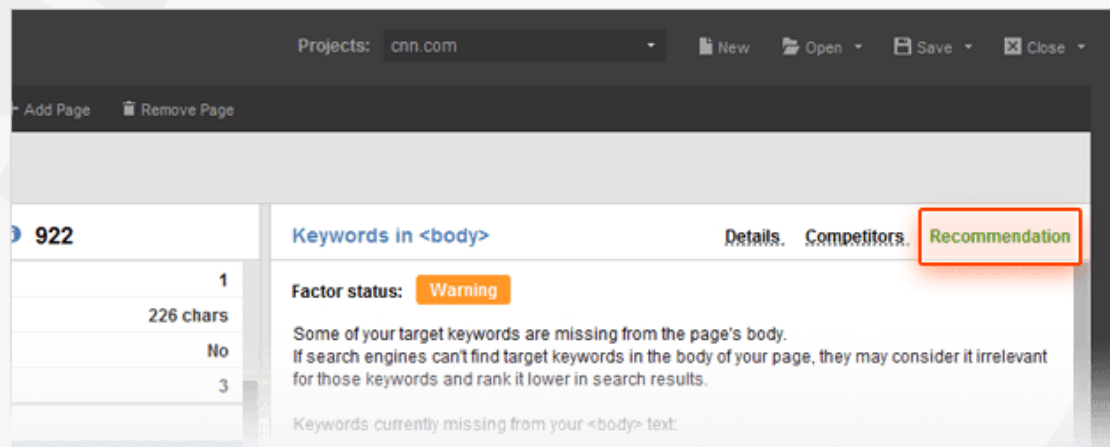 Projects: cnn.com New Open Save Close
Add Page Remove Page
922
Keywords in <body> Details Competitors Recommendation
1
226 chars
No
3
Factor status: Warning
Some of your target keywords are missing from the page's body.
If search engines can't find target keywords in the body of your page, they may consider it irrelevant
for those keywords and rank it lower in search results.
Keywords currently missing from your <body> text: